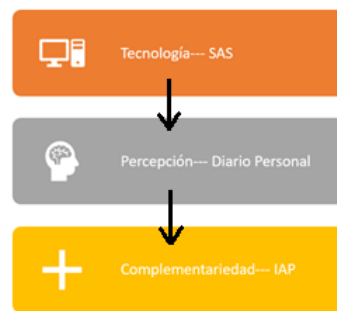 Tecnología--- SAS
Percepción--- Diario Personal
Complementariedad--- IAP